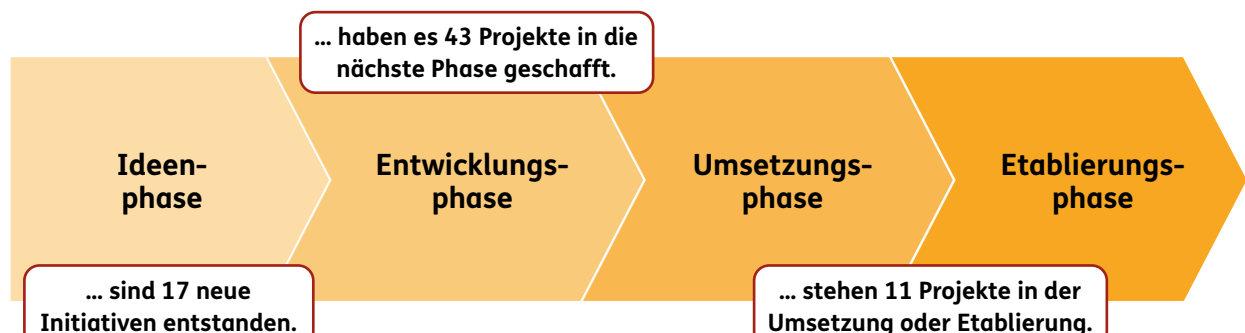 ... haben es 43 Projekte in die
nächste Phase geschafft.
Ideen-
phase
Entwicklungs-
phase
Umsetzungs-
phase
Etablierungs-
phase
... sind 17 neue
Initiativen entstanden.
... stehen 11 Projekte in der
Umsetzung oder Etablierung.